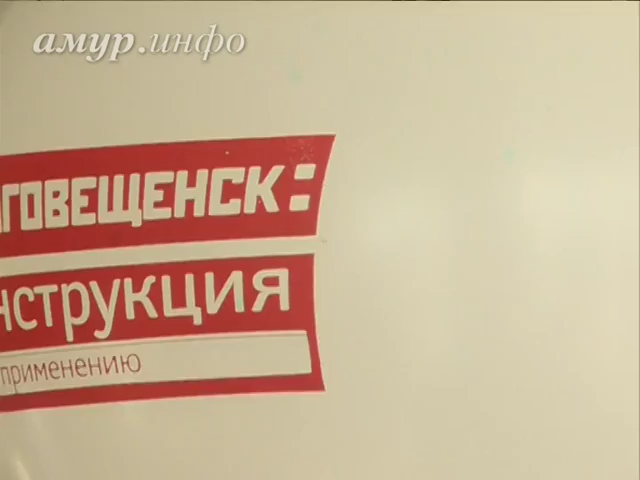 амур.инфо
ГОВЕЩЕНСК:
нструкция
применению